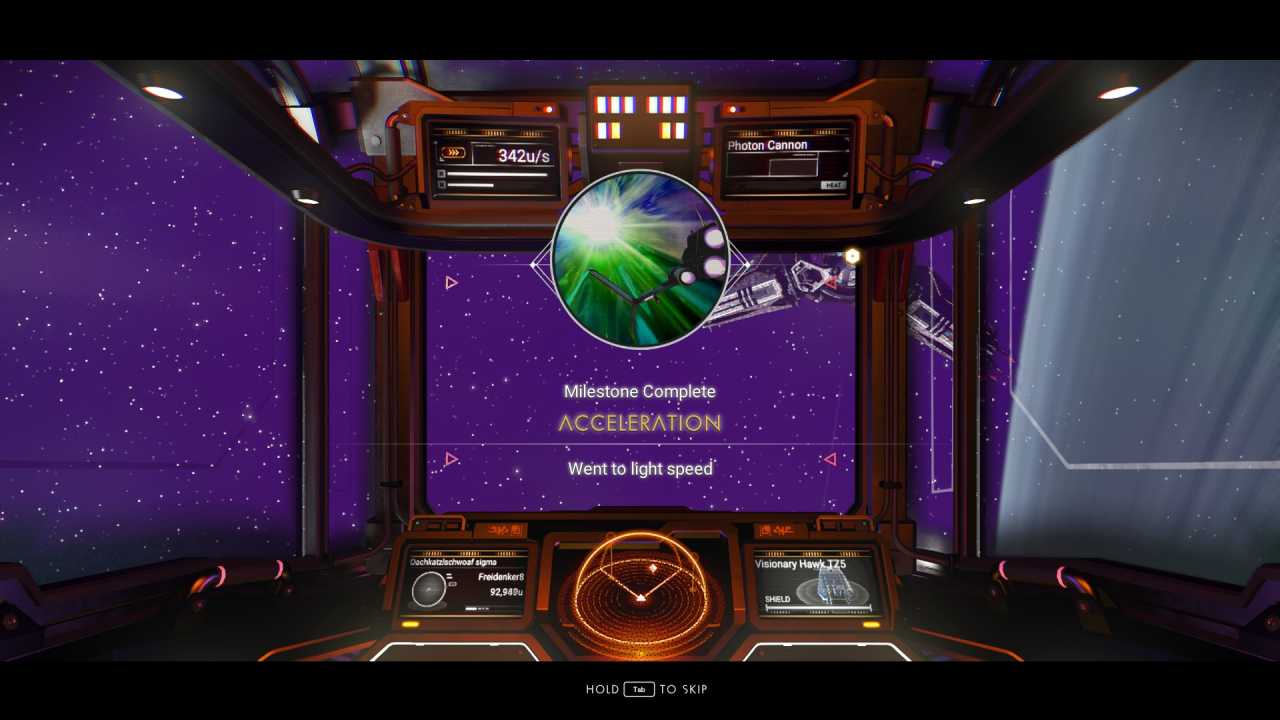 342u/s
Photon Cannon
HEAT
Milestone Complete
ACCELERATION
Went to light speed
Dachkatzlschwoaf sigma
Freidenker8
92,949u
Visionary Hawk TZ5
SHIELD
HOLD Tab TO SKIP